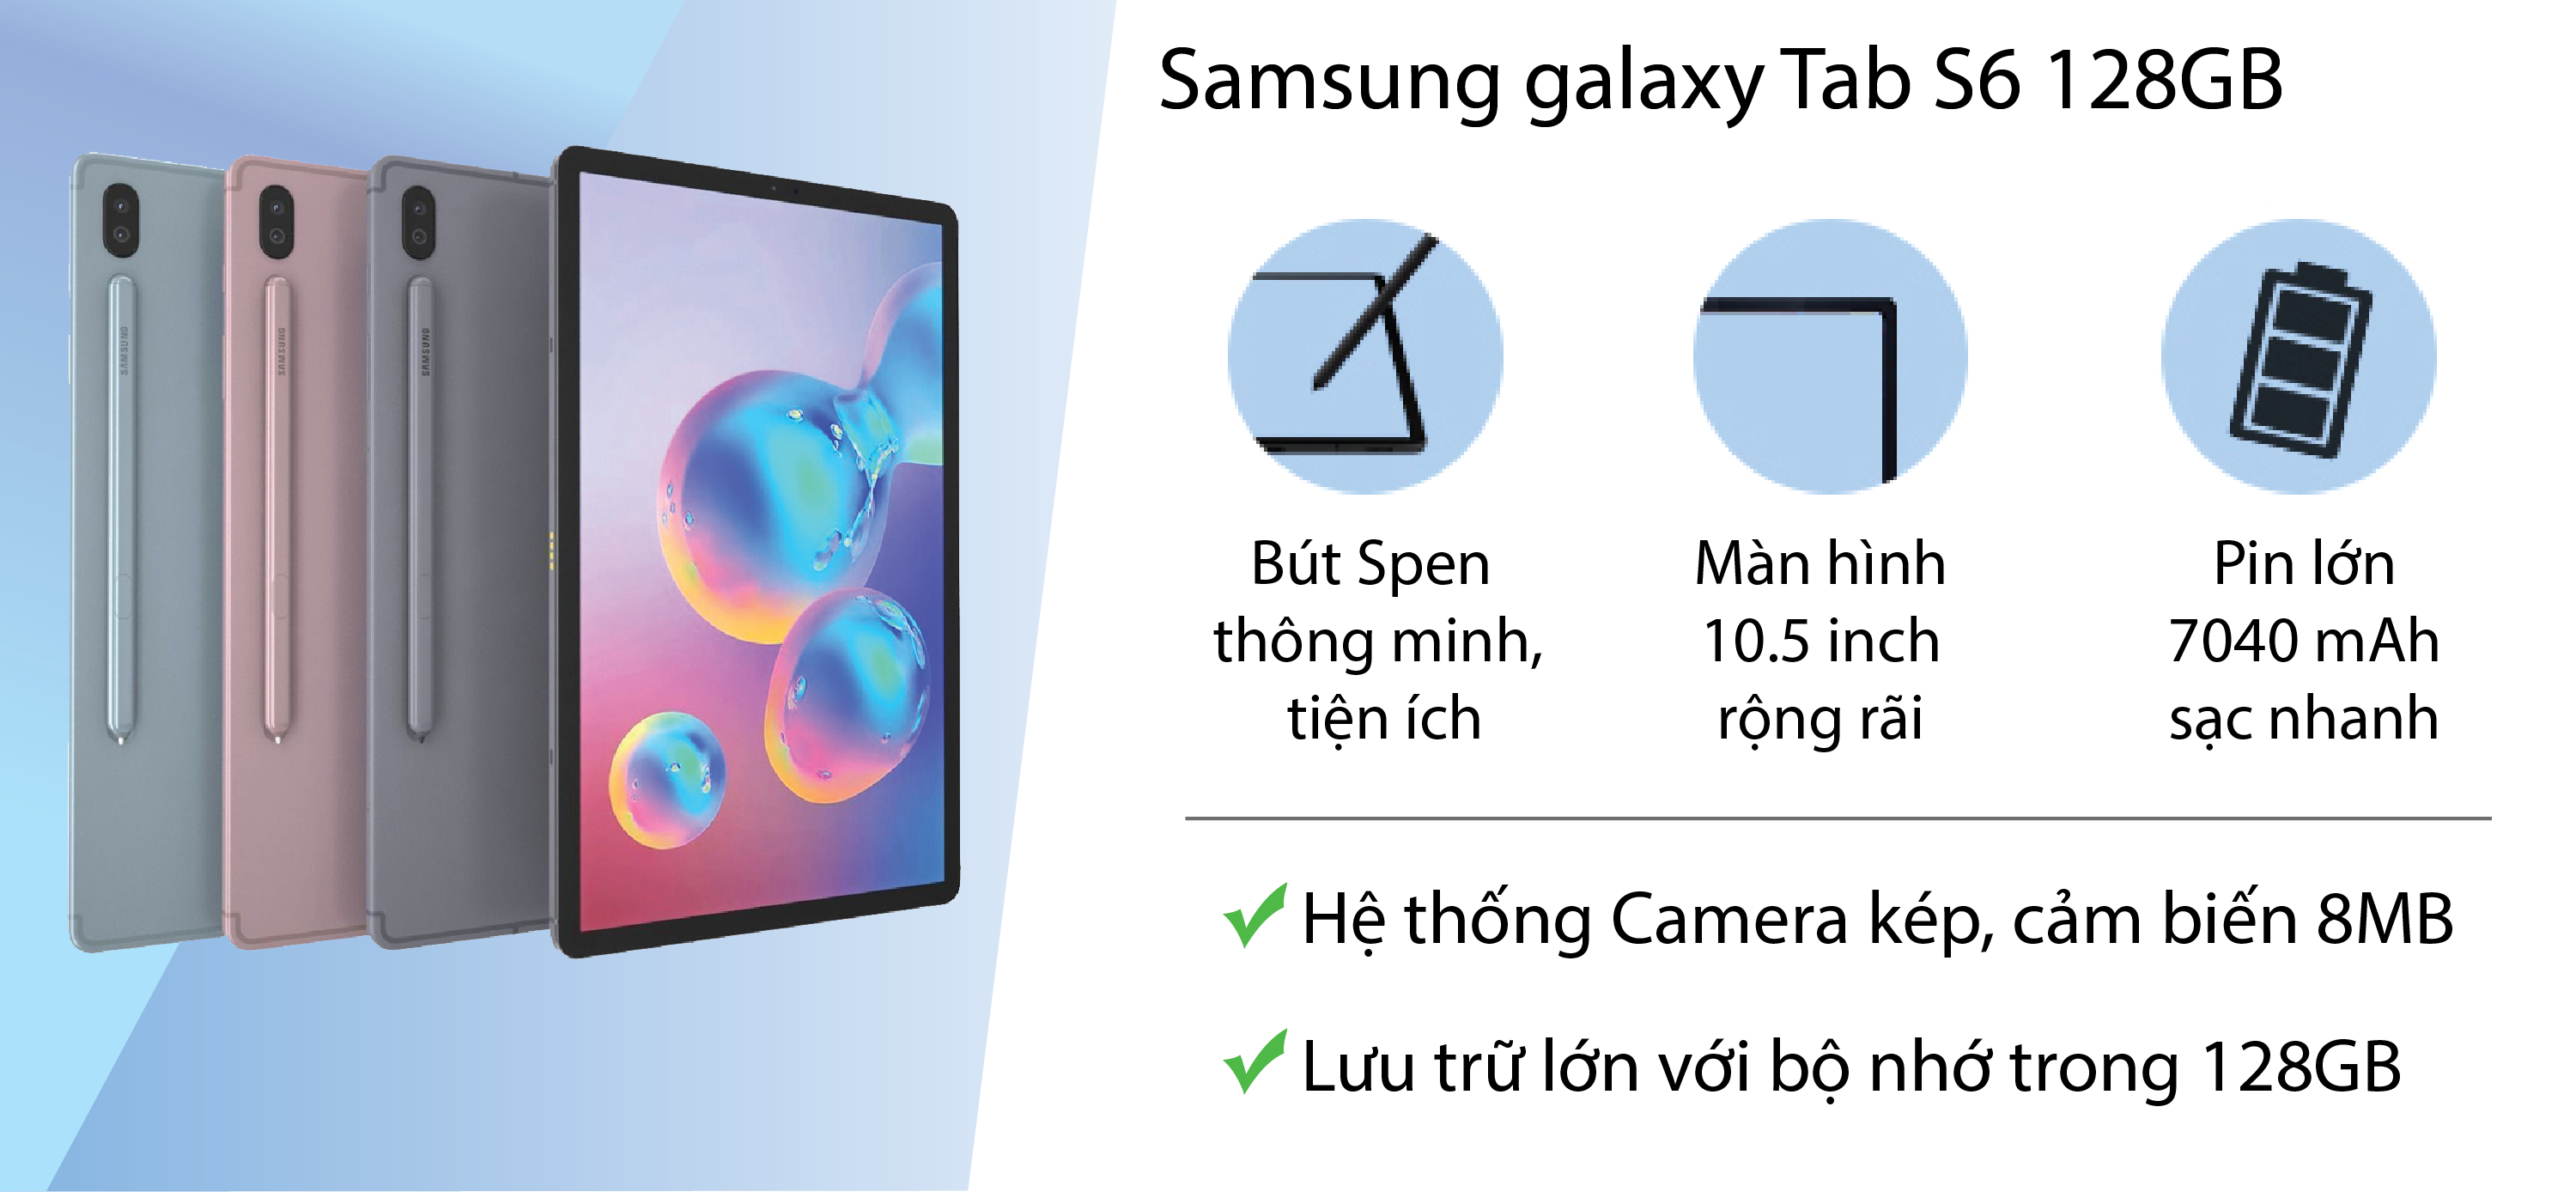 Samsung galaxy Tab S6 128GB
SAMSUNG
SAMSUNG
SAMSUNG
Bút Spen
thông minh,
tiện ích
Màn hình
10.5 inch
rộng rãi
Pin lớn
7040 mAh
sạc nhanh
Hệ thống Camera kép, cảm biến 8MB
Lưu trữ lớn với bộ nhớ trong 128GB